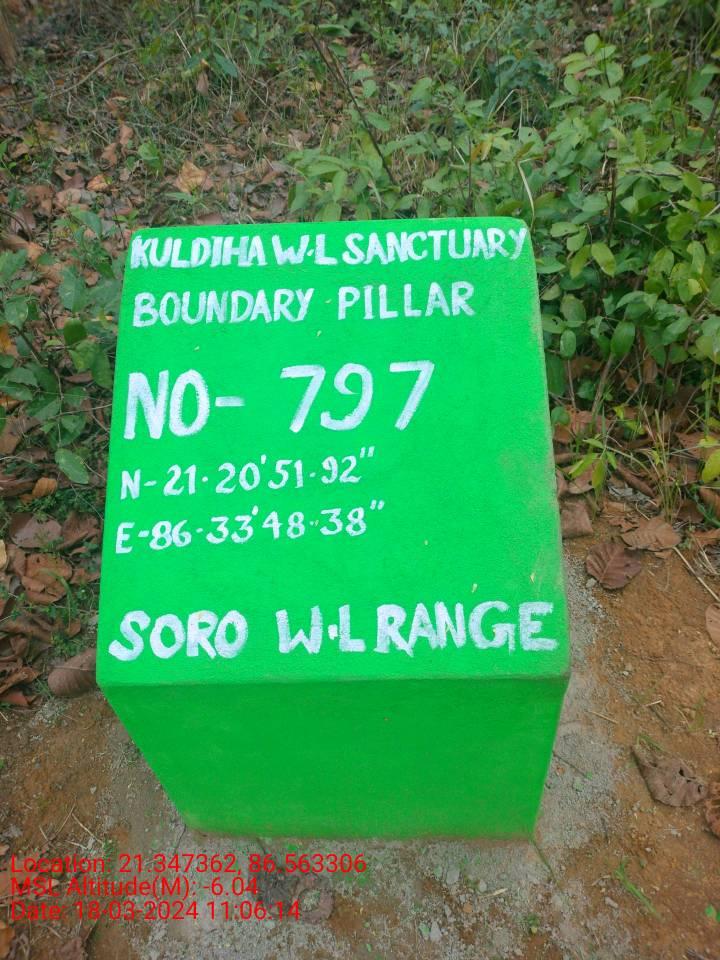 KULDIHA W.L SANCTUARY
BOUNDARY PILLAR
NO- 797
N-21.20'51.92"
E-86.33'48.38"
SORO W.L RANGE
Location: 21.347362, 86.563306
MSL Altitude(M): -6.04
Date: 18-03-2024 11:06:14